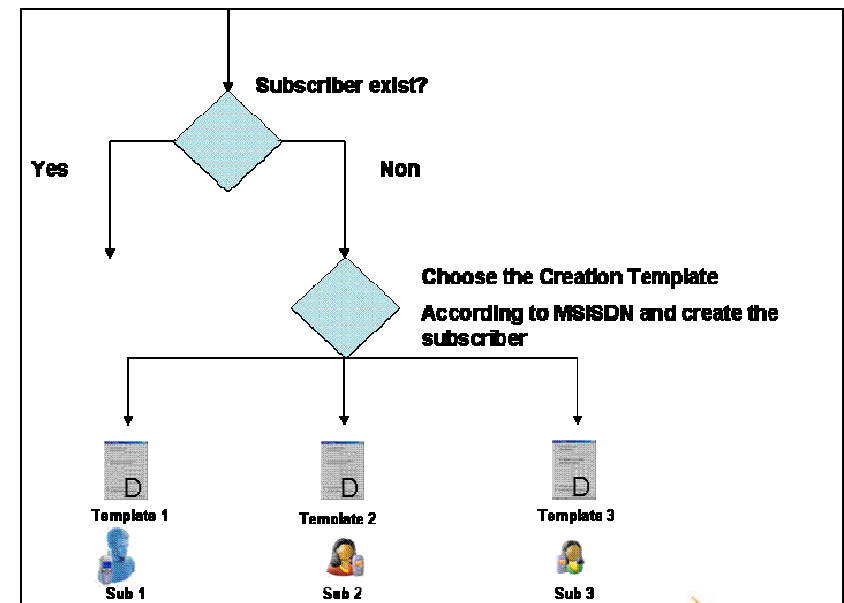 Subscriber exist?
Yes
Non
Choose the Creation Template
According to MSISDN and create the
subscriber
D
D
D
Template 1
Template 2
Template 3
Sub 1
Sub 2
Sub 3